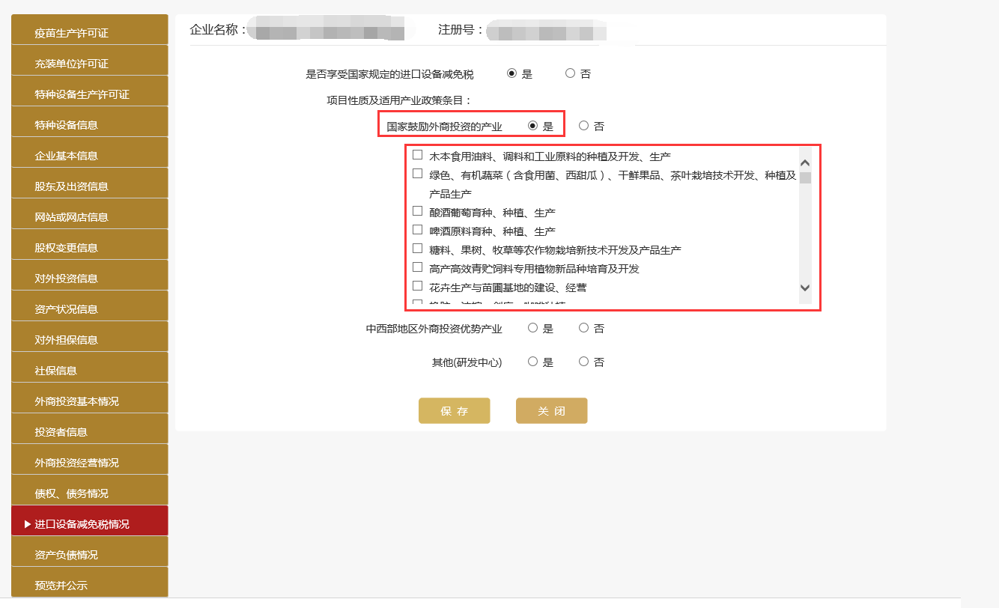 疫苗生产许可证
充装单位许可证
特种设备生产许可证
特种设备信息
企业基本信息
股东及出资信息
网站或网店信息
股权变更信息
对外投资信息
资产状况信息
对外担保信息
社保信息
外商投资基本情况
投资者信息
外商投资经营情况
债权、债务情况
进口设备减免税情况
资产负债情况
预览并公示
企业名称： 注册号：
是否享受国家规定的进口设备减免税 是 否
项目性质及适用产业政策条目：
国家鼓励外商投资的产业 是 否
木本食用油料、调料和工业原料的种植及开发、生产
绿色、有机蔬菜（含食用菌、西甜瓜）、干鲜果品、茶叶栽培技术开发、种植及
产品生产
酿酒葡萄育种、种植、生产
啤酒原料育种、种植、生产
糖料、果树、牧草等农作物栽培新技术开发及产品生产
高产高效青贮饲料专用植物新品种培育及开发
花卉生产与苗圃基地的建设、经营
中西部地区外商投资优势产业 是 否
其他(研发中心) 是 否
保 存 关 闭